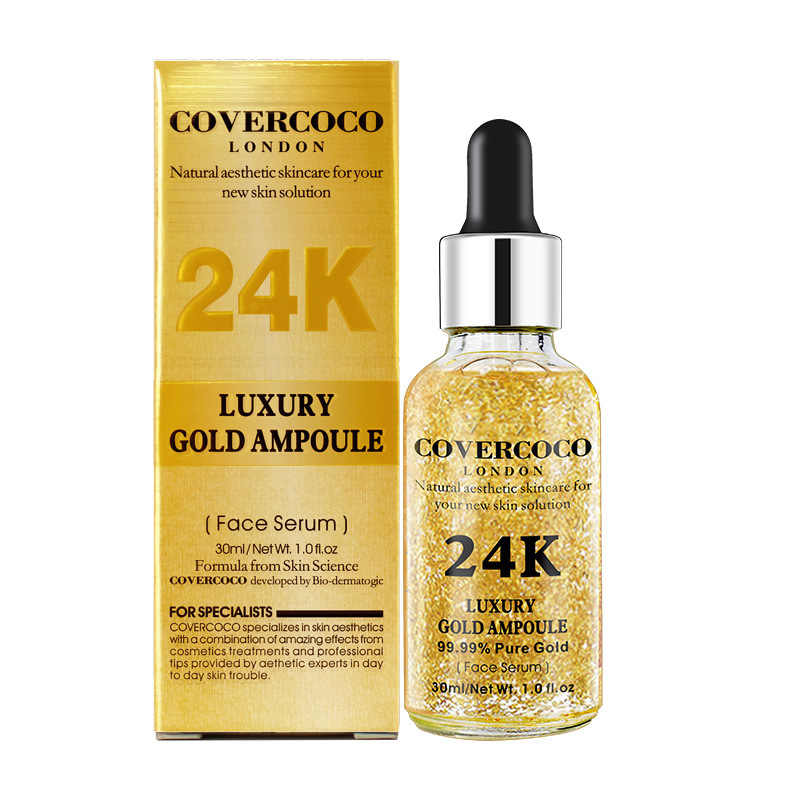 COVERCOCO
LONDON
Natural aesthetic skincare for your
new skin solution
24K
LUXURY
GOLD AMPOULE
( Face Serum )
30ml/Net Wt. 1.0 fl.oz
Formula from Skin Science
COVERCOCO developed by Bio-dermatogic
FOR SPECIALISTS
COVERCOCO specializes in skin aesthetics
with a combination of amazing effects from
cosmetics treatments and professional
tips provided by aethetic experts in day
to day skin trouble.
COVERCOCO
LONDON
Natural aesthetic skincare for
your new skin solution
24K
LUXURY
GOLD AMPOULE
99.99% Pure Gold
( Face Serum )
30ml/Net Wt. 1.0 fl.oz